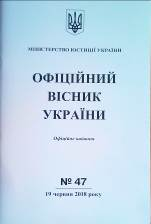 МІНІСТЕРСТВО ЮСТИЦІЇ УКРАЇНИ
ОФІЦІЙНИЙ
ВІСНИК
УКРАЇНИ
Офіційне видання
№ 47
19 червня 2018 року